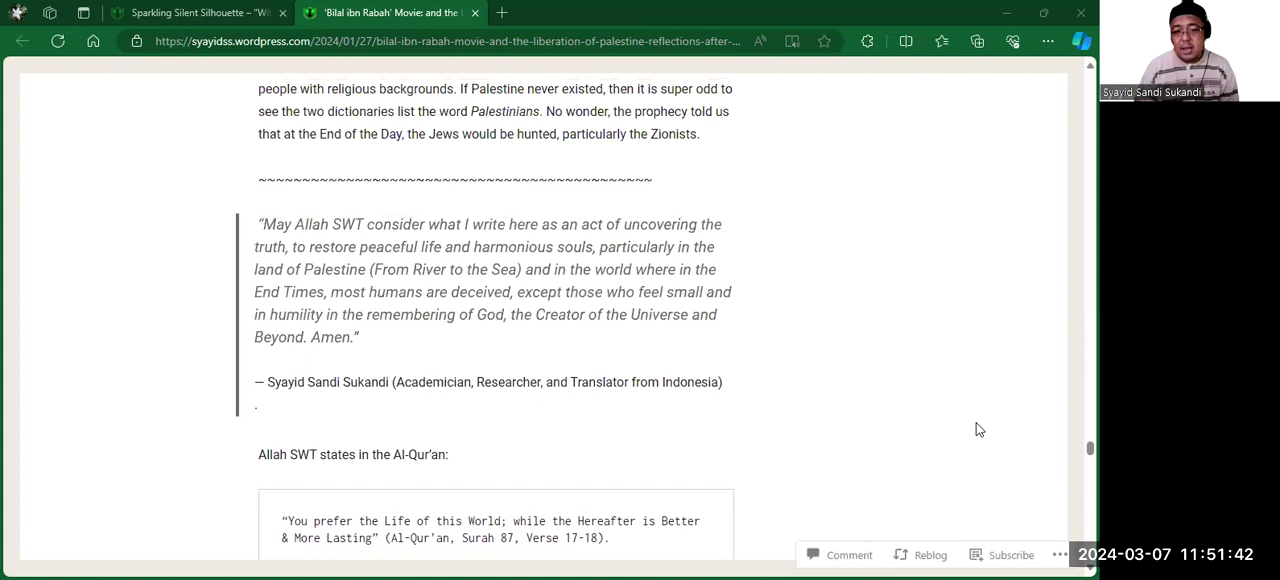 Sparkling Silent Silhouette – "Wi
'Bilal ibn Rabah' Movie: and the L
https://syayidss.wordpress.com/2024/01/27/bilal-ibn-rabah-movie-and-the-liberation-of-palestine-reflections-after-...
Syayid Sandi Sukandi
people with religious backgrounds. If Palestine never existed, then it is super odd to
see the two dictionaries list the word Palestinians. No wonder, the prophecy told us
that at the End of the Day, the Jews would be hunted, particularly the Zionists.
~~~~~~~~~~~~~~~~~~~~~~~~~~~~~~~~~~~~~~~~~~~~~
"May Allah SWT consider what I write here as an act of uncovering the
truth, to restore peaceful life and harmonious souls, particularly in the
land of Palestine (From River to the Sea) and in the world where in the
End Times, most humans are deceived, except those who feel small and
in humility in the remembering of God, the Creator of the Universe and
Beyond. Amen."
— Syayid Sandi Sukandi (Academician, Researcher, and Translator from Indonesia)
.
Allah SWT states in the Al-Qur'an:
"You prefer the Life of this World; while the Hereafter is Better
& More Lasting" (Al-Qur'an, Surah 87, Verse 17-18).
Comment Reblog Subscribe ...
2024-03-07 11:51:42